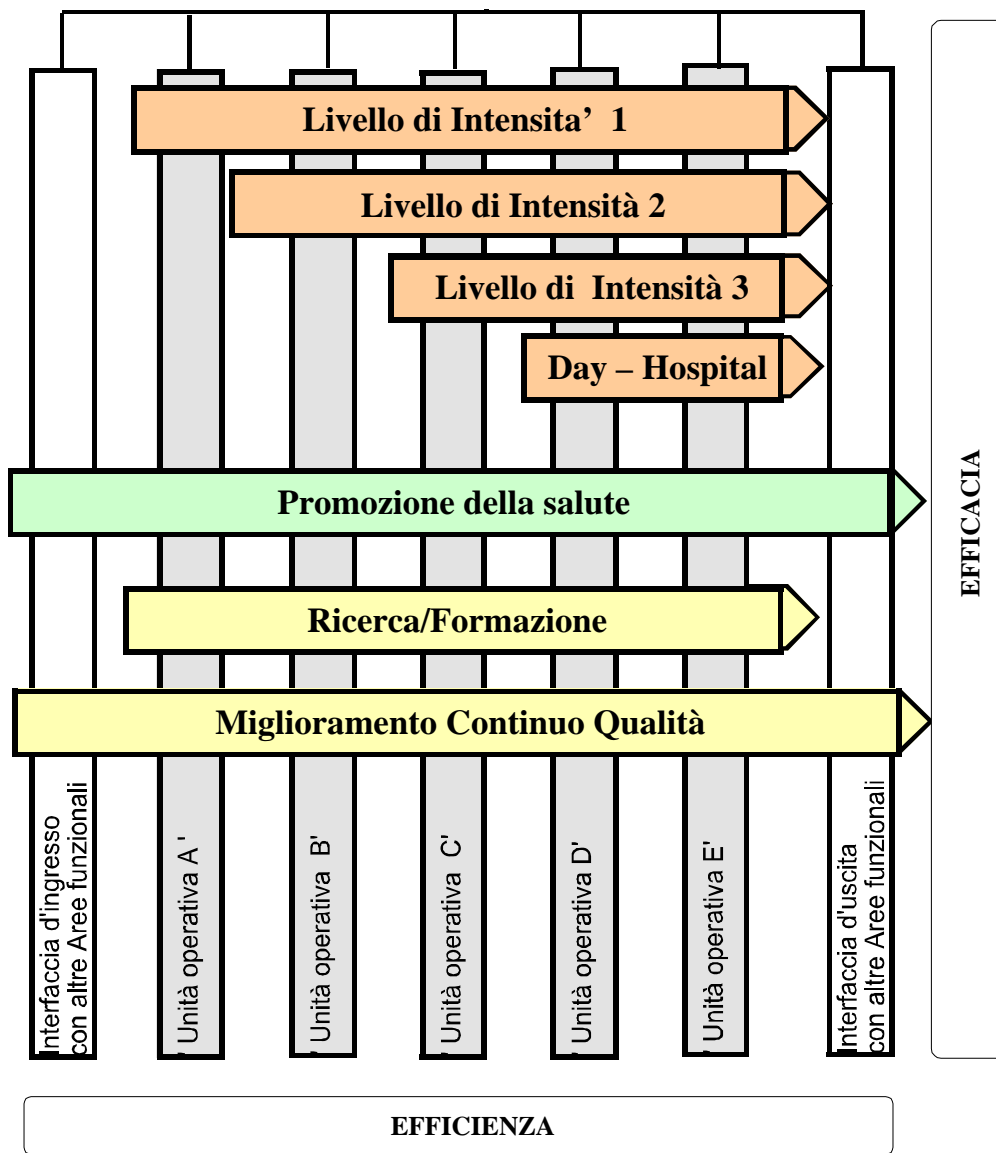 Livello di Intensita’ 1
Livello di Intensità 2
Livello di Intensità 3
Day – Hospital
Promozione della salute
Ricerca/Formazione
Miglioramento Continuo Qualità
Interfaccia d'ingresso
con altre Aree funzionali
' Unità operativa A '
' Unità operativa B'
' Unità operativa C'
' Unità operativa D'
' Unità operativa E'
Interfaccia d'uscita
con altre Aree funzionali
EFFICACIA
EFFICIENZA